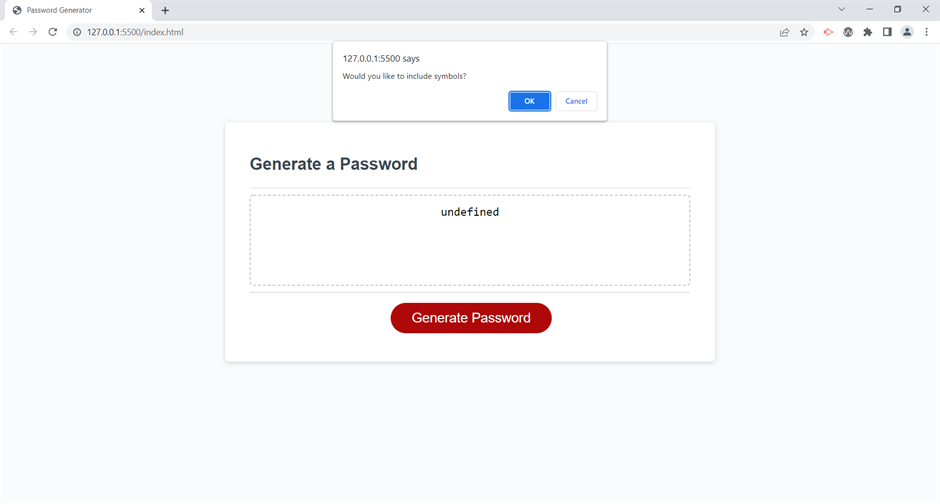 Password Generator
127.0.0.1:5500/index.html
127.0.0.1:5500 says
Would you like to include symbols?
OK
Cancel
Generate a Password
undefined
Generate Password